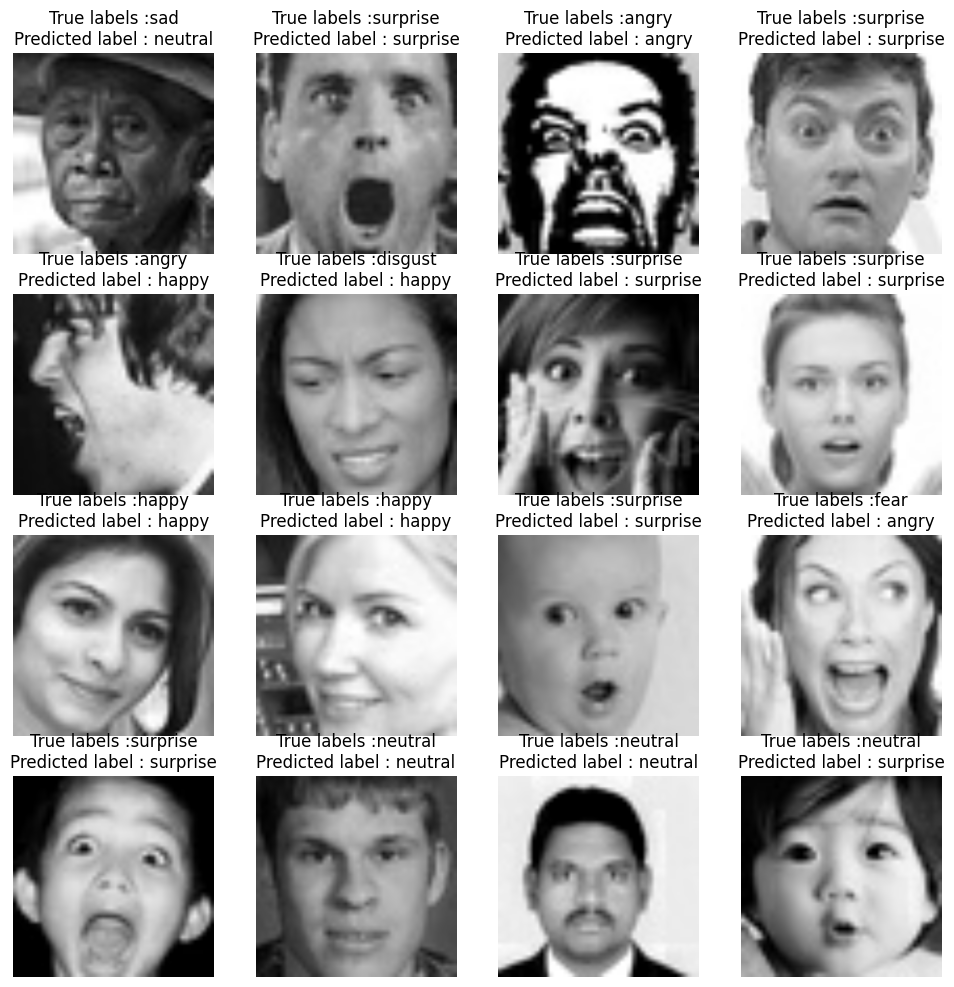 True labels :sad
Predicted label : neutral
True labels :surprise
Predicted label : surprise
True labels :angry
Predicted label : angry
True labels :surprise
Predicted label : surprise
True labels :angry
Predicted label : happy
True labels :disgust
Predicted label : happy
True labels :surprise
Predicted label : surprise
True labels :surprise
Predicted label : surprise
True labels :happy
Predicted label : happy
True labels :happy
Predicted label : happy
True labels :surprise
Predicted label : surprise
True labels :fear
Predicted label : angry
True labels :surprise
Predicted label : surprise
True labels :neutral
Predicted label : neutral
True labels :neutral
Predicted label : neutral
True labels :neutral
Predicted label : surprise